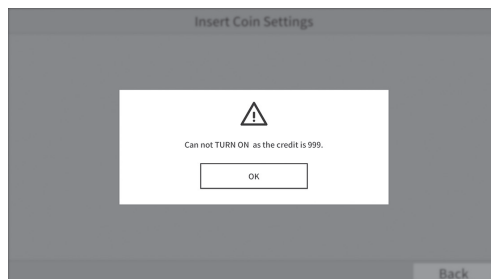 Insert Coin Settings
Can not TURN ON  as the credit is 999.
OK
Back